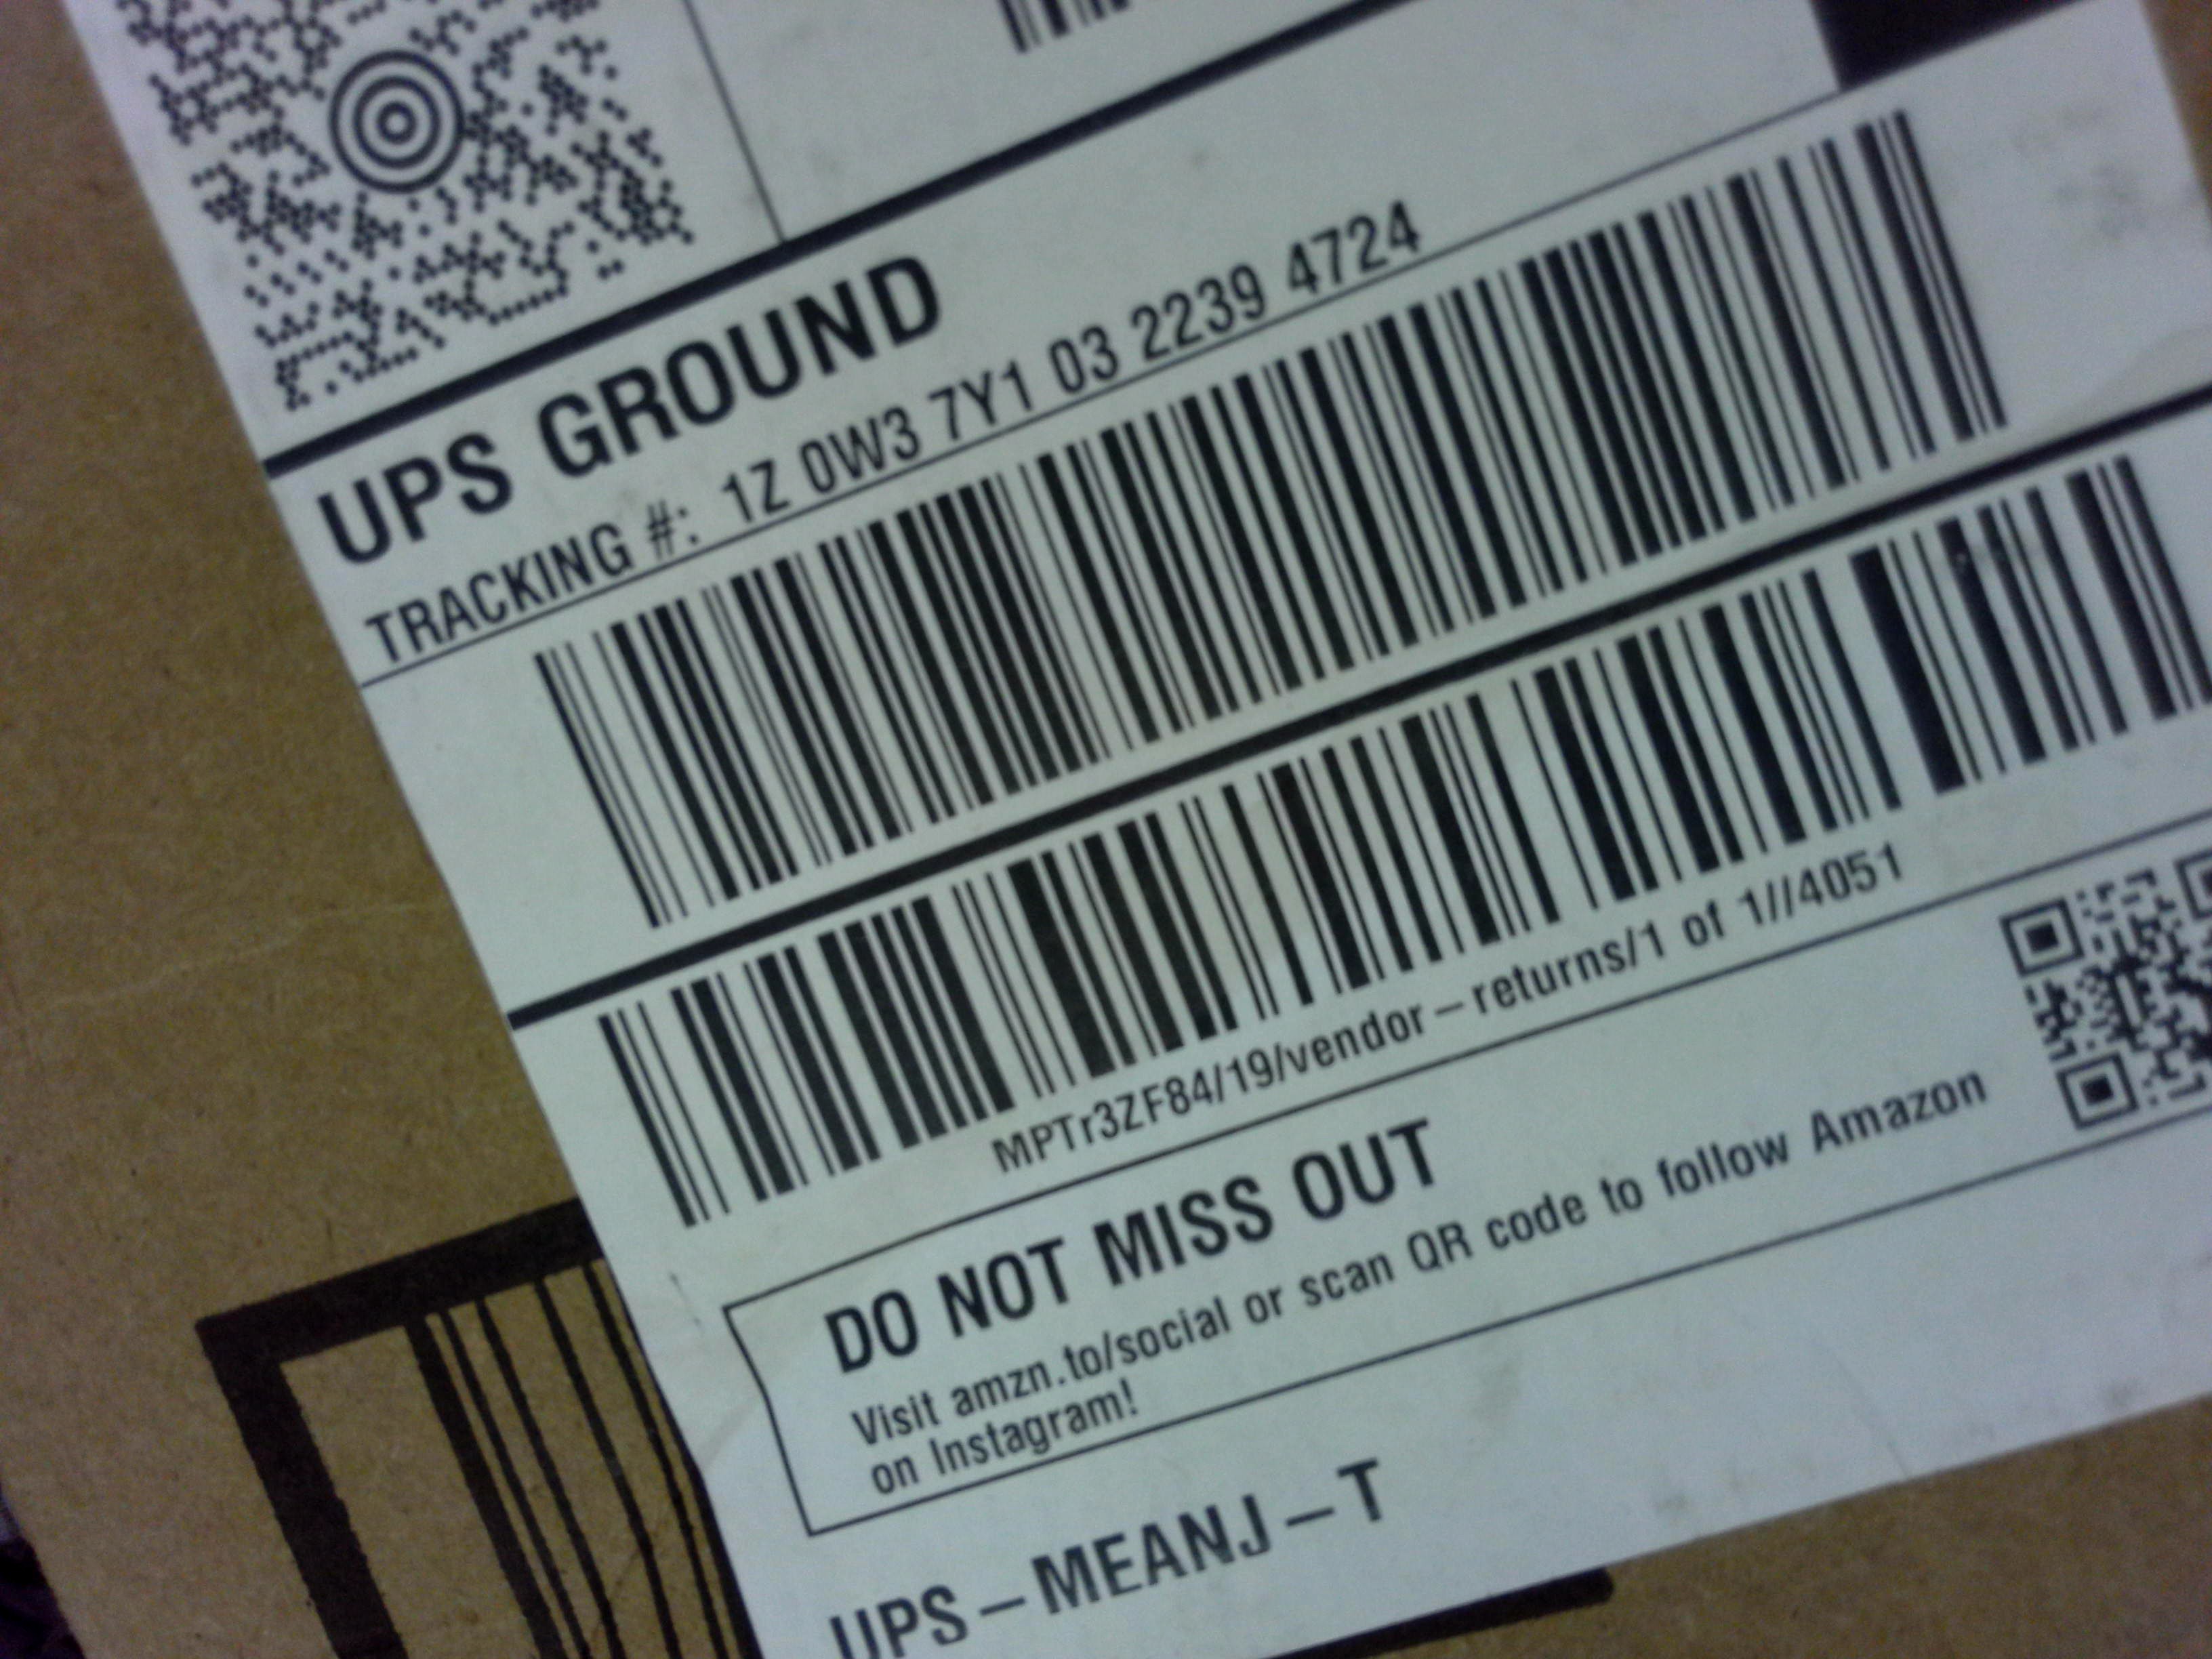 UPS GROUND
TRACKING #: 1Z 0W3 7Y1 03 2239 4724
MPTr3ZF84/19/vendor-returns/1 of 1//4051
DO NOT MISS OUT
Visit amzn.to/social or scan QR code to follow Amazon
on Instagram!
UPS-MEANJ-T